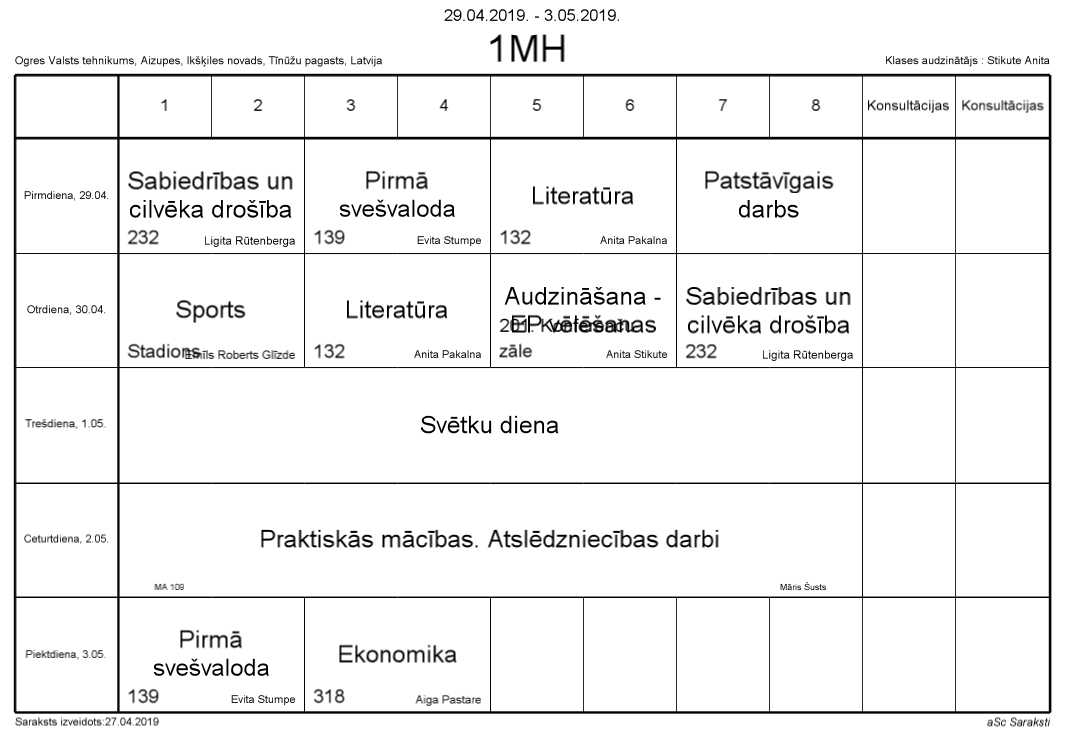 29.04.2019. - 3.05.2019.
1MH
Ogres Valsts tehnikums, Aizupes, Ikšķiles novads, Tīnūžu pagasts, Latvija
Klases audzinātājs : Stikute Anita
1 2 3 4 5 6 7 8 Konsultācijas Konsultācijas
Pirmdiena, 29.04.
Sabiedrības un
cilvēka drošība
232 Ligita Rūtenberga
Pirmā
svešvaloda
139 Evita Stumpe
Literatūra
132 Anita Pakalna
Patstāvīgais
darbs
Otrdiena, 30.04.
Sports
Stadions Emīls Roberts Glīzde
Literatūra
132 Anita Pakalna
Audzināšana -
EP vēlēšanas
201. Konferenču
zāle Anita Stikute
Sabiedrības un
cilvēka drošība
232 Ligita Rūtenberga
Trešdiena, 1.05.
Svētku diena
Ceturtdiena, 2.05.
Praktiskās mācības. Atslēdzniecības darbi
MA 109 Māris Šusts
Piektdiena, 3.05.
Pirmā
svešvaloda
139 Evita Stumpe
Ekonomika
318 Aiga Pastare
Saraksts izveidots:27.04.2019
aSc Saraksti